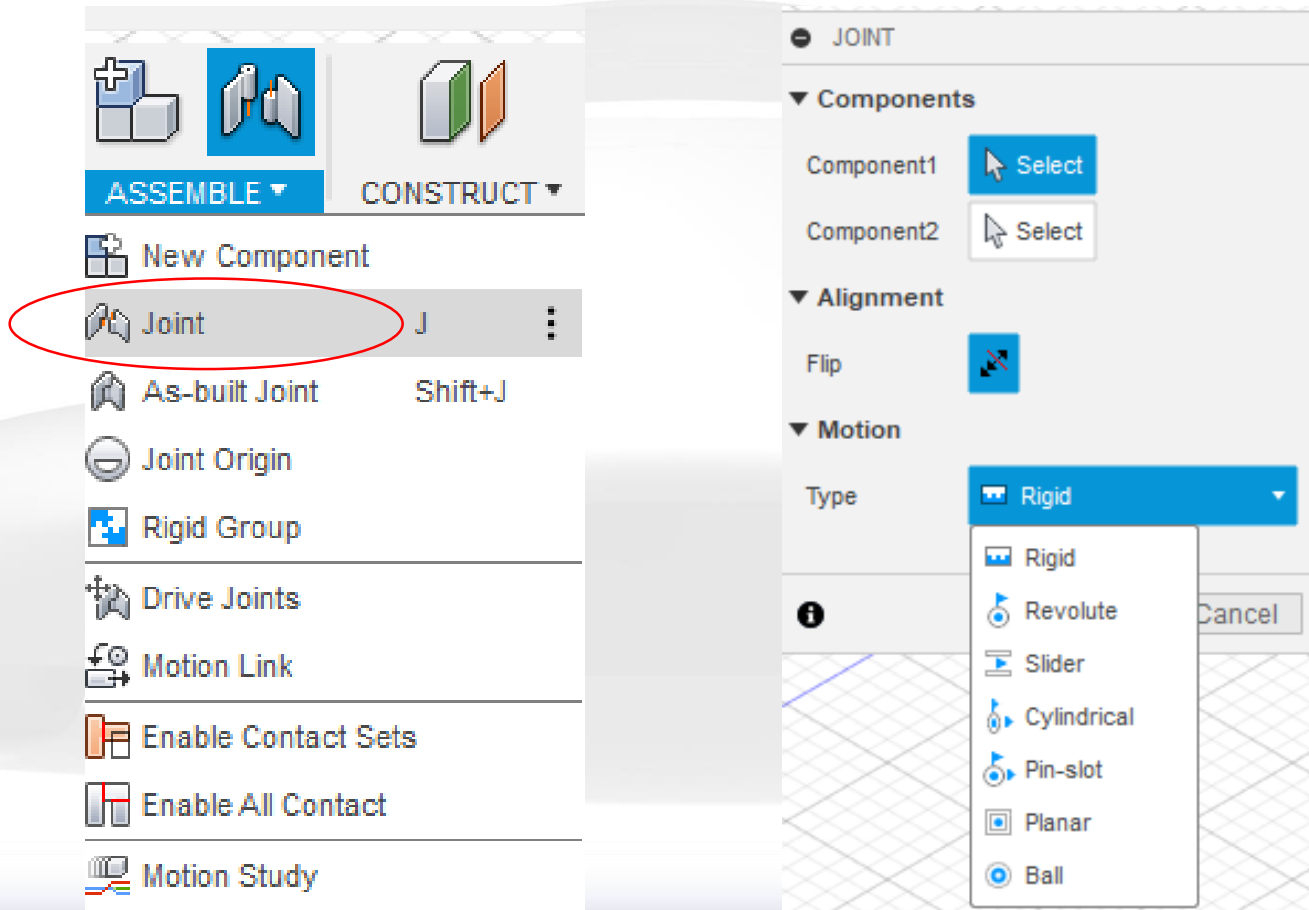 ASSEMBLE CONSTRUCT
New Component
Joint J
As-built Joint Shift+J
Joint Origin
Rigid Group
Drive Joints
Motion Link
Enable Contact Sets
Enable All Contact
Motion Study
JOINT
Components
Component1 Select
Component2 Select
Alignment
Flip
Motion
Type Rigid
Rigid
Revolute
Cancel
Slider
Cylindrical
Pin-slot
Planar
Ball